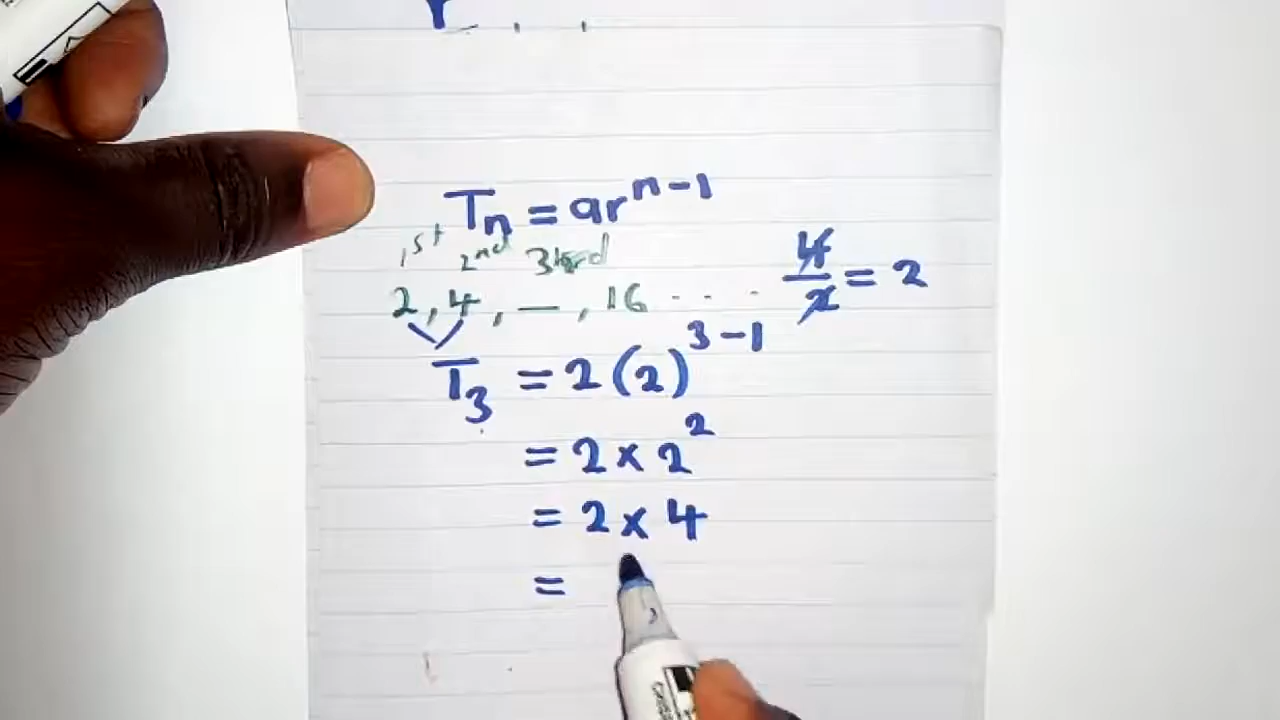 Tn = ar^n-1
1st 2nd 3rd
2, 4, __, 16 . . .
4/2 = 2
T3 = 2(2)^3-1
= 2 × 2^2
= 2 × 4
=